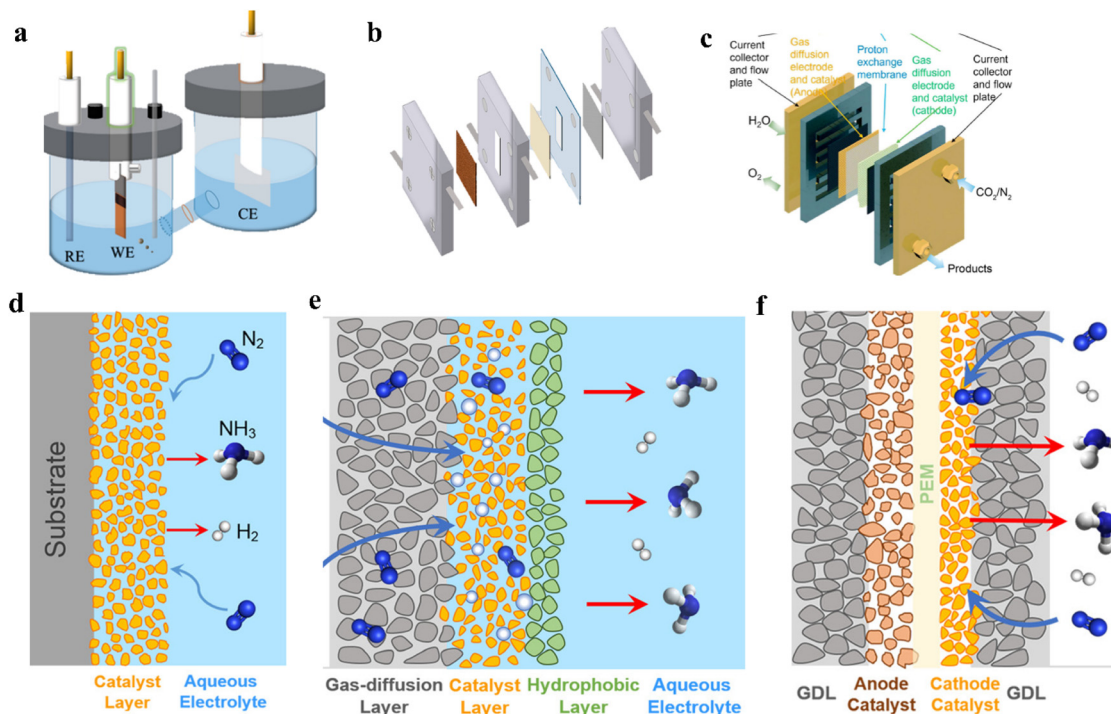 a
RE
WE
CE
b
c
Current
collector
and flow
plate
Gas
diffusion
electrode
and catalyst
(Anode)
Proton
exchange
membrane
Gas
diffusion
electrode
and catalyst
(cathode)
Current
collector
and flow
plate
H2O
O2
CO2/N2
Products
d
Substrate
N2
NH3
H2
Catalyst
Layer
Aqueous
Electrolyte
e
Gas-diffusion
Layer
Catalyst
Layer
Hydrophobic
Layer
Aqueous
Electrolyte
f
PEM
GDL
Anode
Catalyst
Cathode
Catalyst
GDL